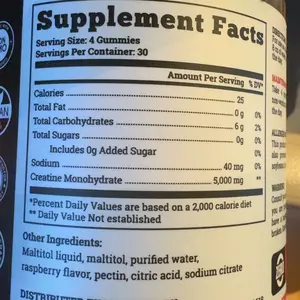 Supplement Facts
Serving Size: 4 Gummies
Servings Per Container: 30
Amount Per Serving % DV*
Calories 25
Total Fat 0 g 0%
Total Carbohydrates 6 g 2%
Total Sugars 0g 0%
Includes 0g Added Sugar 0%
Sodium 40 mg 0%
Creatine Monohydrate 5,000 mg **
*Percent Daily Values are based on a 2,000 calorie diet
** Daily Value Not established
Other Ingredients:
Maltitol liquid, maltitol, purified water,
raspberry flavor, pectin, citric acid, sodium citrate